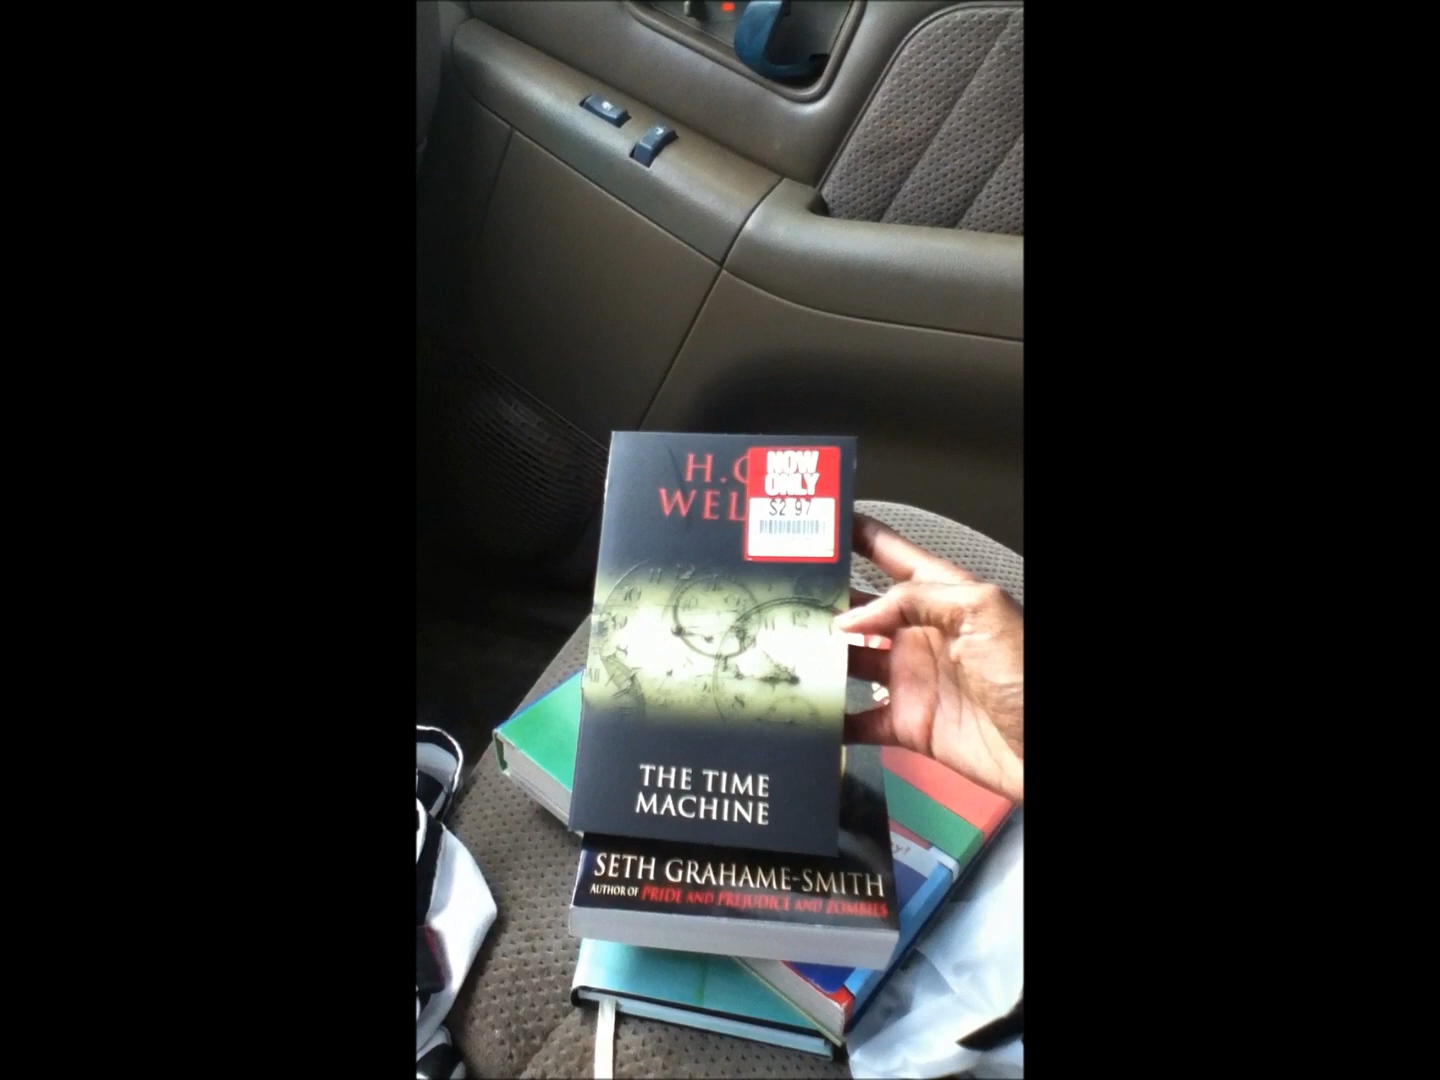 H.
WEL
NOW
ONLY
$2.97
THE TIME
MACHINE
SETH GRAHAME-SMITH
AUTHOR OF PRIDE AND PREJUDICE AND ZOMBIES